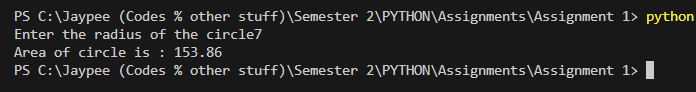 PS C:\Jaypee (Codes % other stuff)\Semester 2\PYTHON\Assignments\Assignment 1> python
Enter the radius of the circle7
Area of circle is : 153.86
PS C:\Jaypee (Codes % other stuff)\Semester 2\PYTHON\Assignments\Assignment 1>